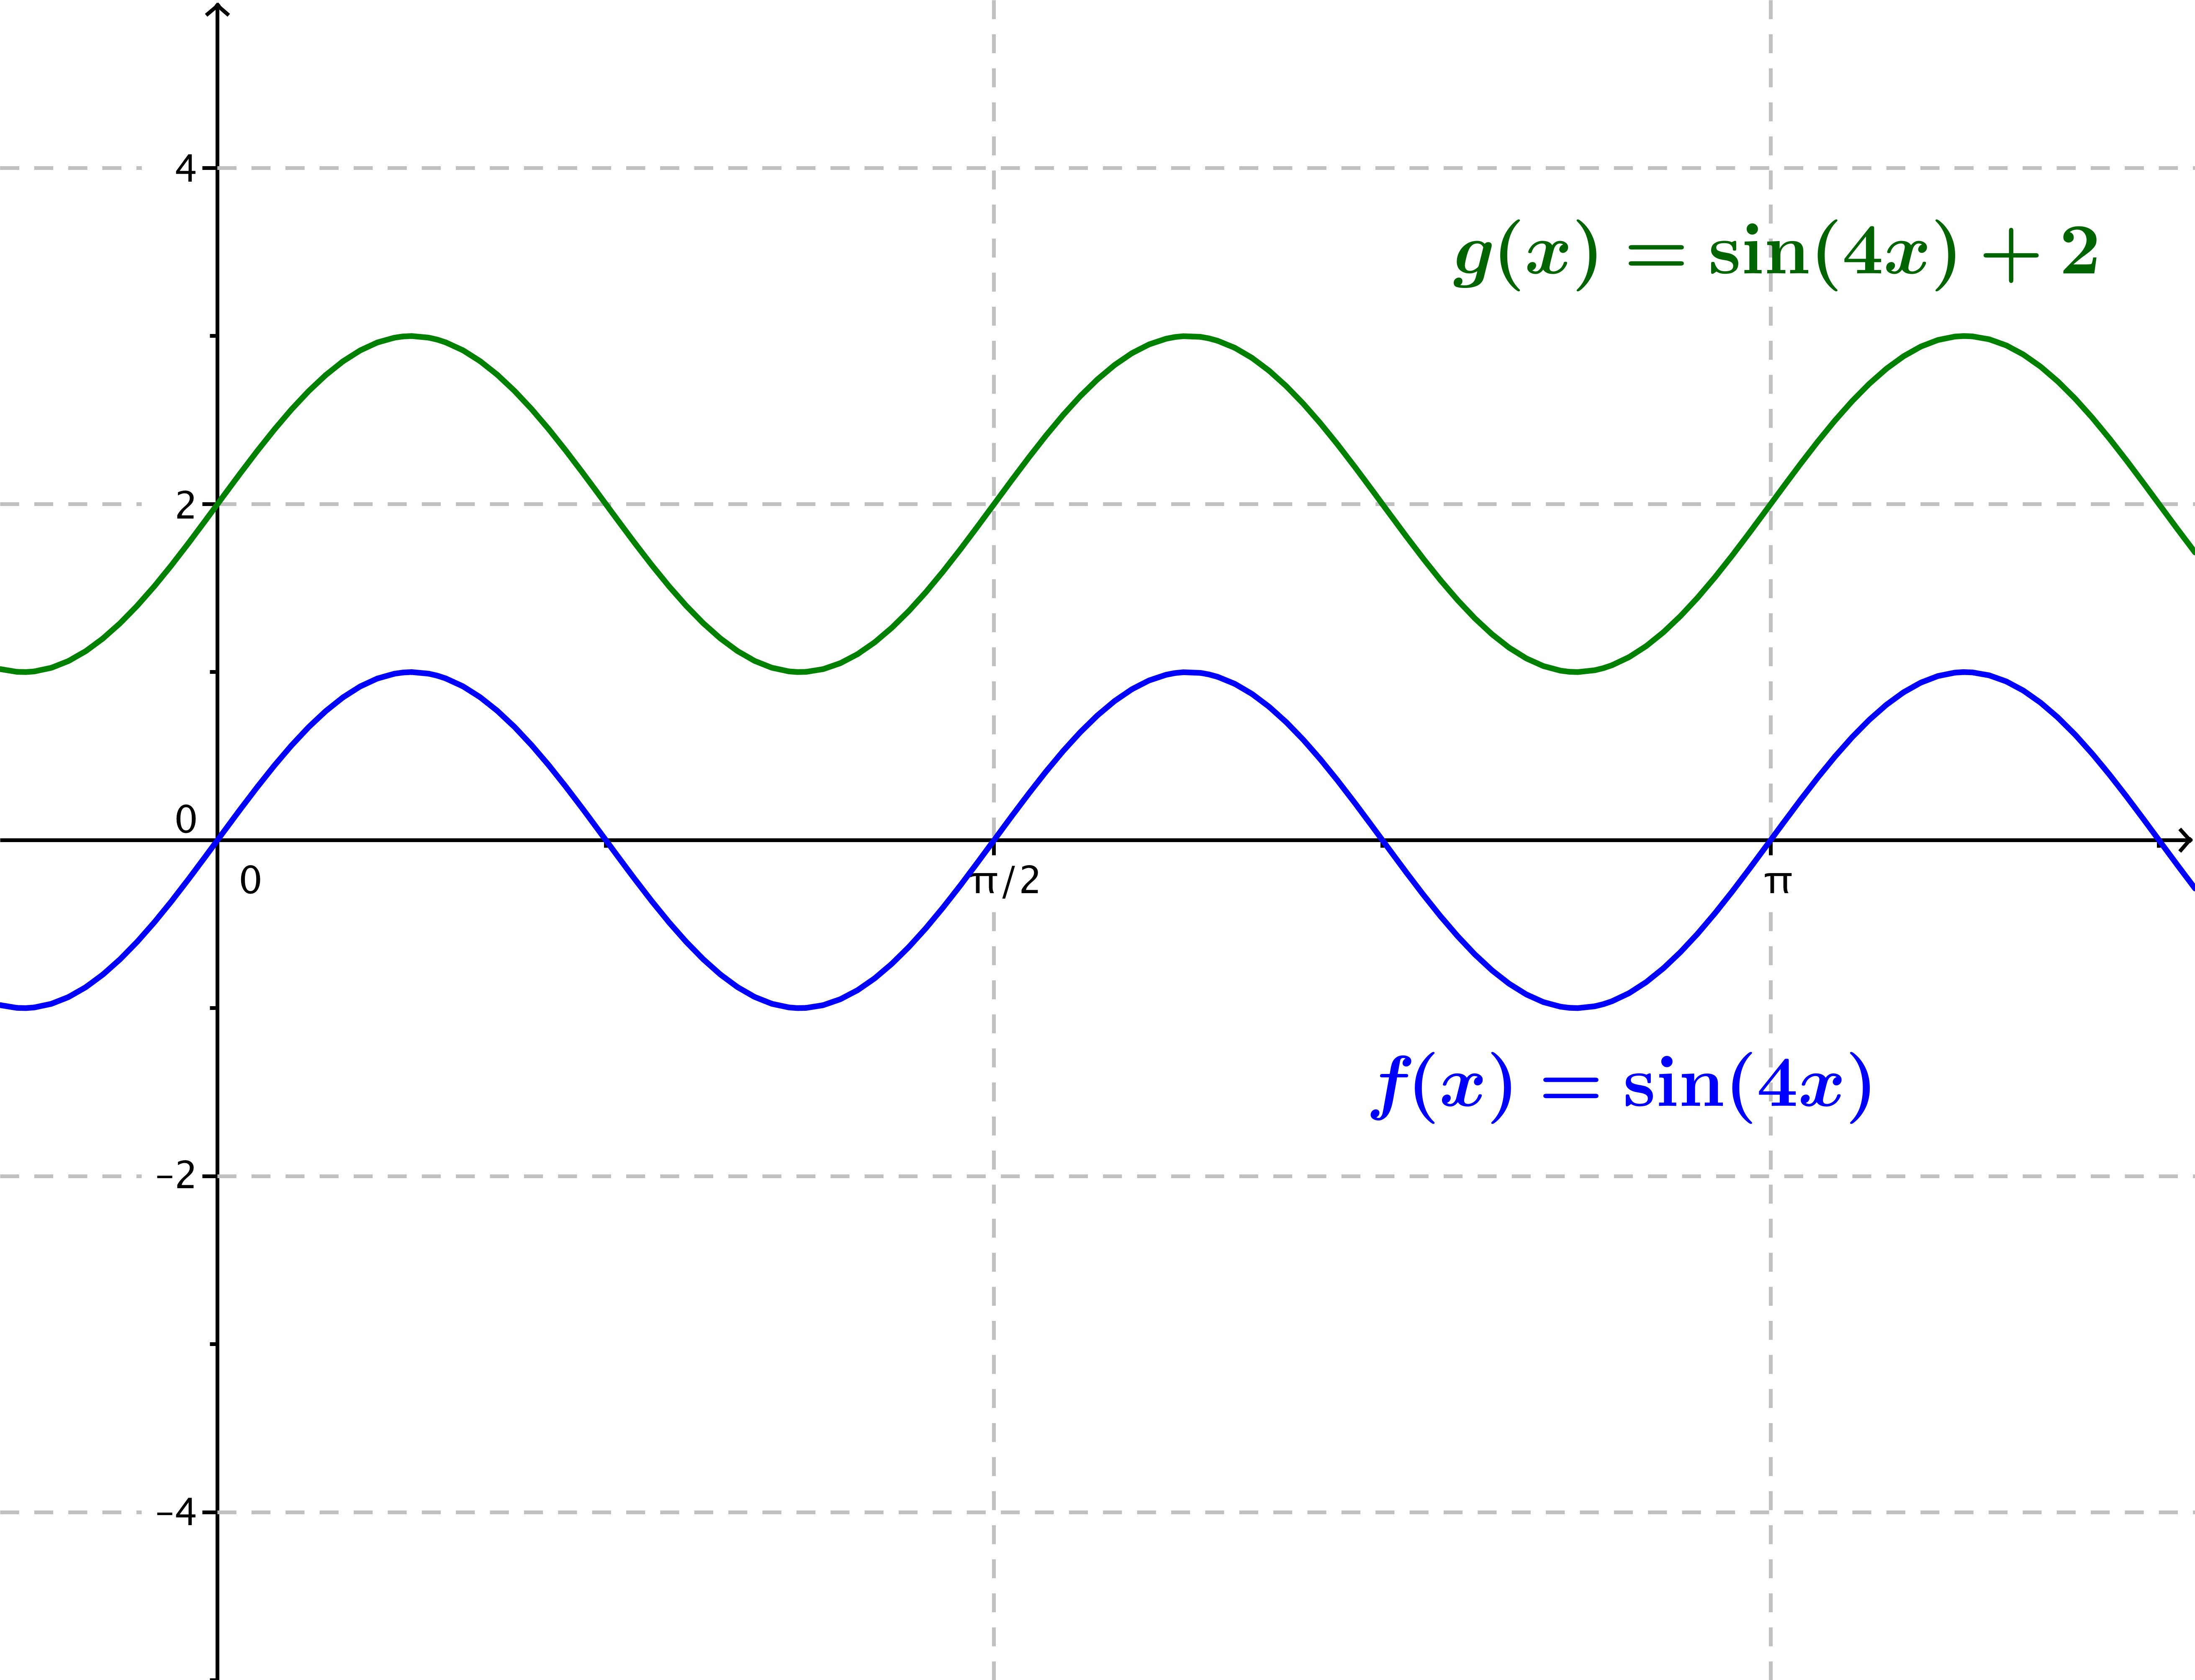 4
g(x) = sin(4x) + 2
2
0
0
π/2
π
f(x) = sin(4x)
−2
−4